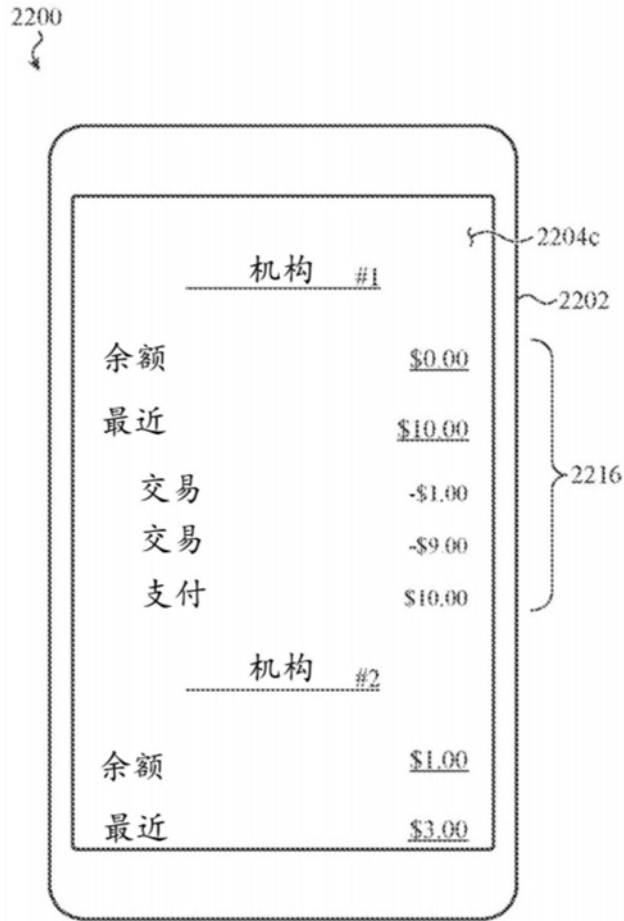 2200
2204c
机构 #1
2202
余额 $0.00
最近 $10.00
交易 -$1.00
2216
交易 -$9.00
支付 $10.00
机构 #2
余额 $1.00
最近 $3.00